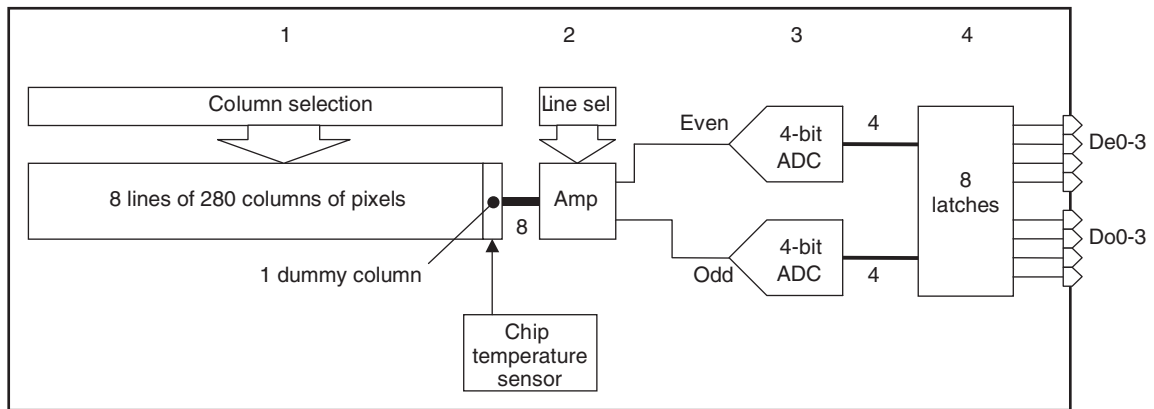 1 2 3 4
Column selection
Line sel
8 lines of 280 columns of pixels
1 dummy column
8
Amp
Chip
temperature
sensor
Even
Odd
4-bit
ADC
4
4-bit
ADC
4
8
latches
De0-3
Do0-3